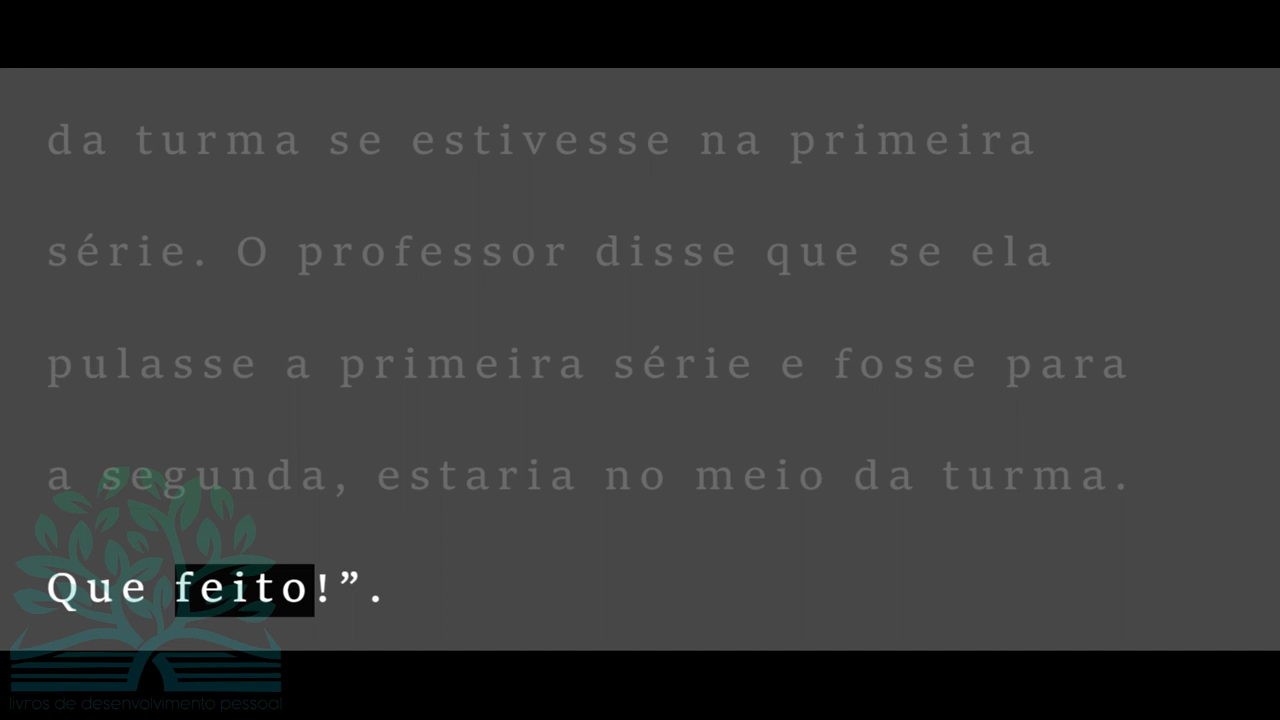 da turma se estivesse na primeira
série. O professor disse que se ela
pulasse a primeira série e fosse para
a segunda, estaria no meio da turma.
Que feito!”.
livros de desenvolvimento pessoal